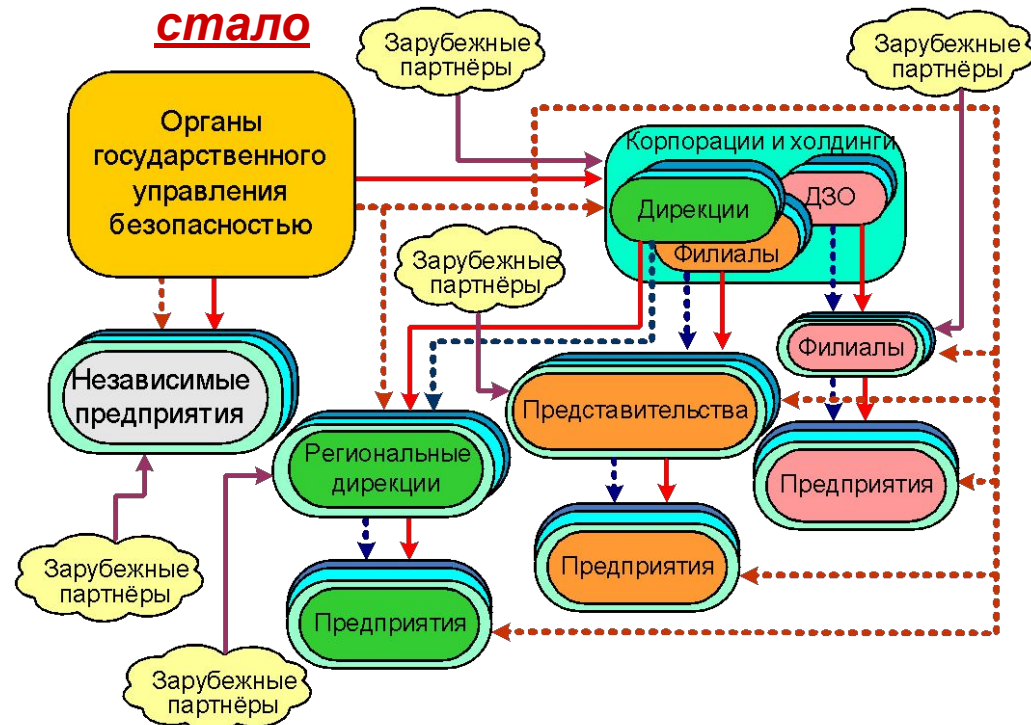 стало
Зарубежные
партнёры
Зарубежные
партнёры
Органы
государственного
управления
безопасностью
Корпорации и холдинги
Дирекции
ДЗО
Филиалы
Зарубежные
партнёры
Независимые
предприятия
Филиалы
Представительства
Региональные
дирекции
Предприятия
Зарубежные
партнёры
Предприятия
Предприятия
Зарубежные
партнёры